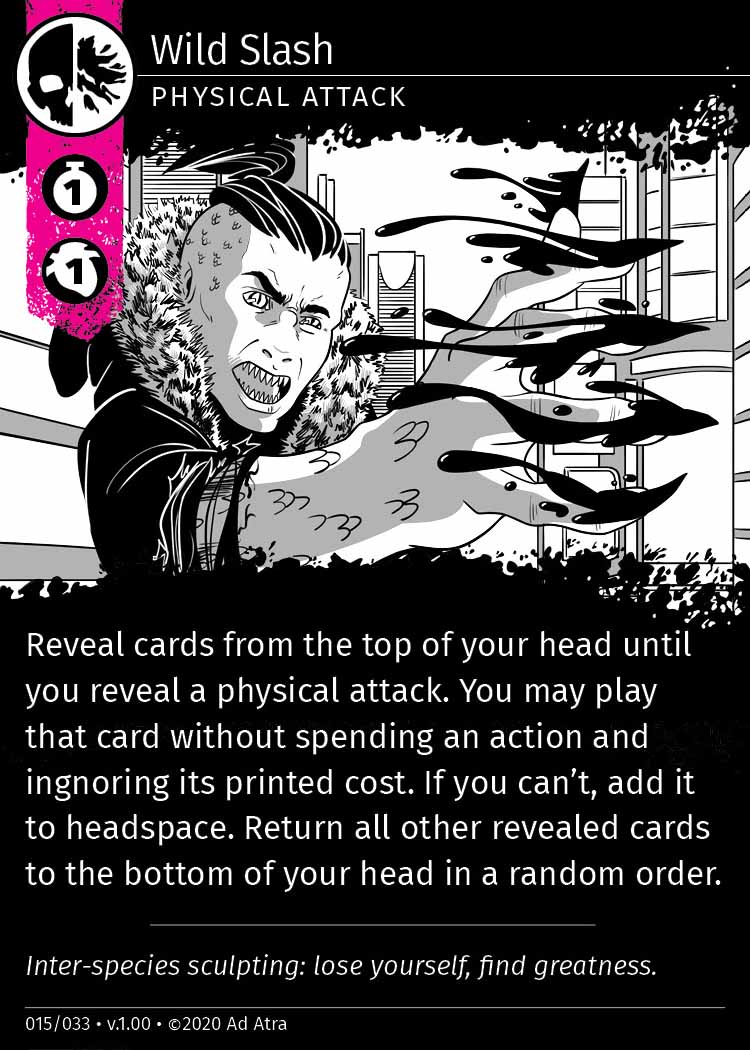 Wild Slash
PHYSICAL ATTACK
1
1
Reveal cards from the top of your head until
you reveal a physical attack. You may play
that card without spending an action and
ingnoring its printed cost. If you can’t, add it
to headspace. Return all other revealed cards
to the bottom of your head in a random order.
Inter-species sculpting: lose yourself, find greatness.
015/033 • v.1.00 • ©2020 Ad Atra